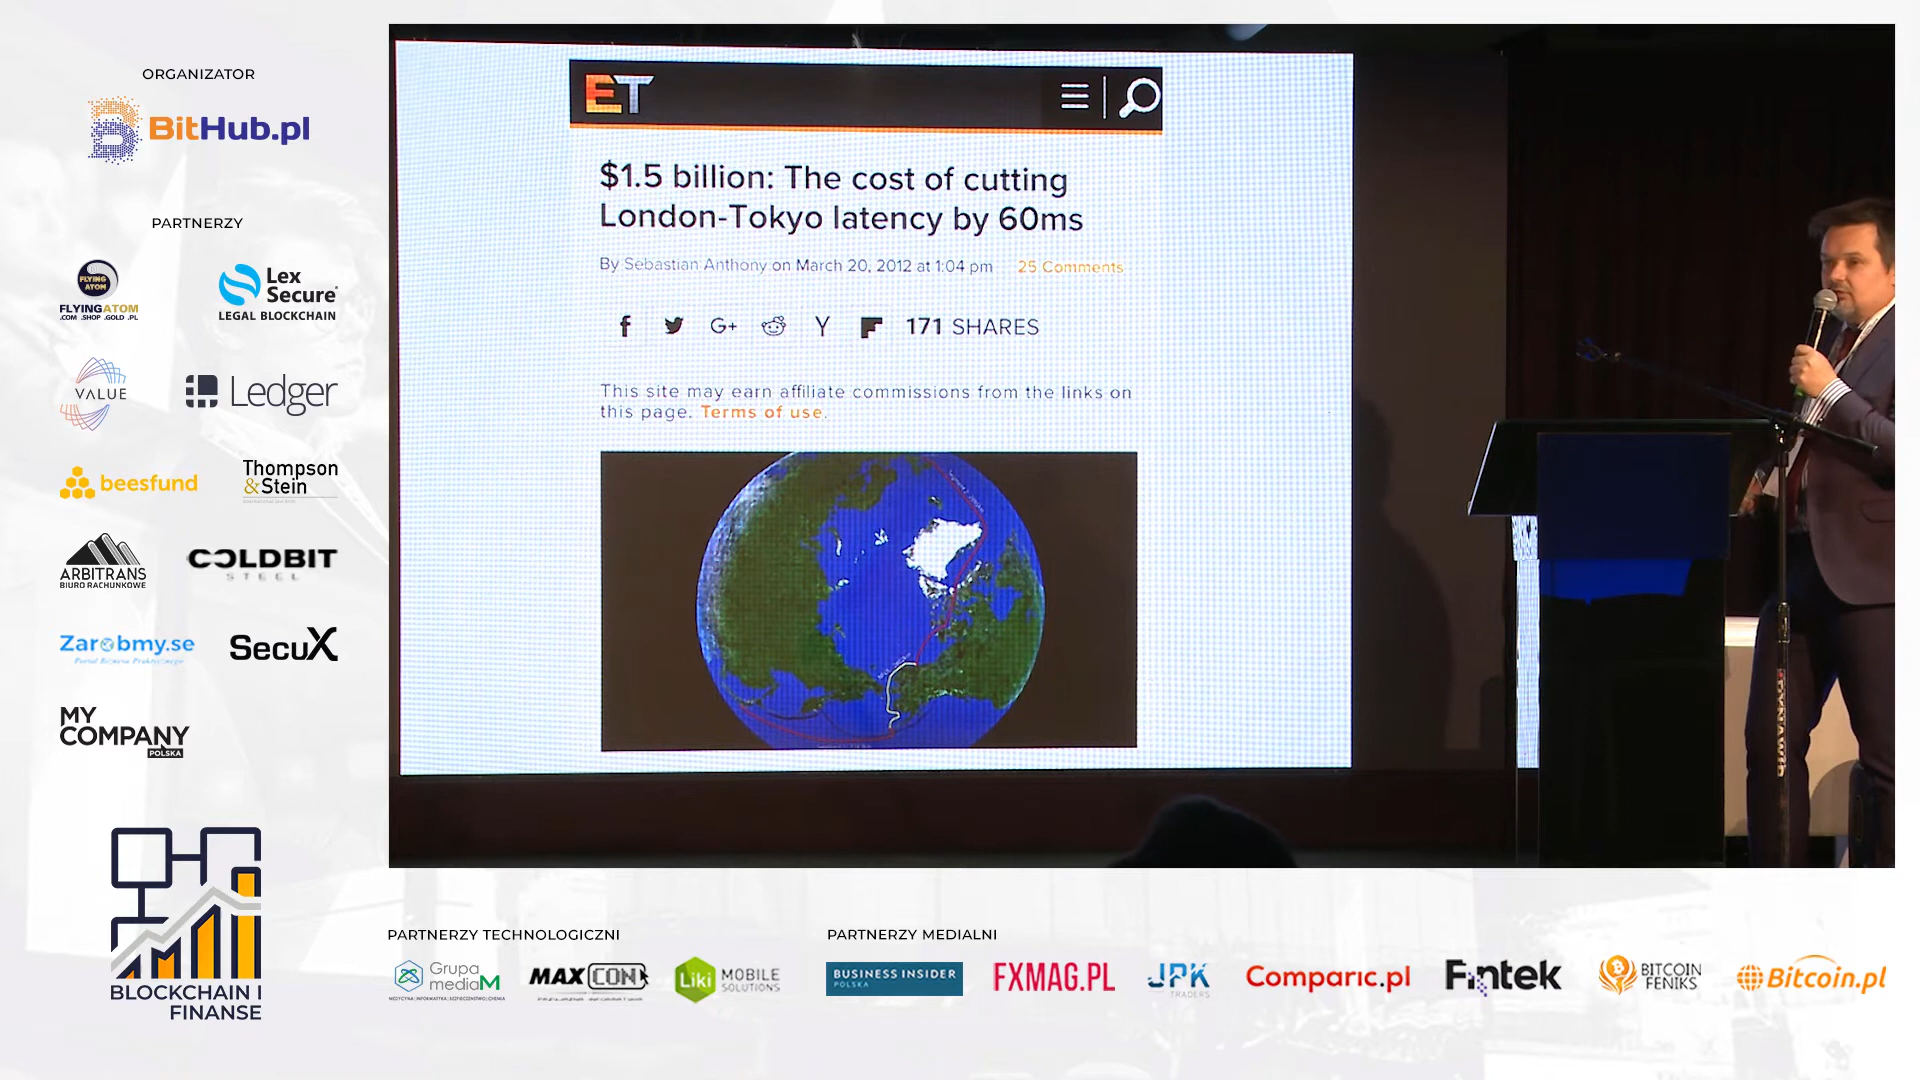 ORGANIZATOR
BitHub.pl
PARTNERZY
FLYING ATOM
FLYINGATOM
.COM .SHOP .GOLD .PL
Lex
Secure
LEGAL BLOCKCHAIN
VALUE
Ledger
beesfund
Thompson
&Stein
ARBITRANS
BIURO RACHUNKOWE
COLDBIT
STEEL
Zarobmy.se
Portal Biznesu Praktycznego
SecuX
MY
COMPANY
POLSKA
BLOCKCHAIN I
FINANSE
ET
$1.5 billion: The cost of cutting
London-Tokyo latency by 60ms
By Sebastian Anthony on March 20, 2012 at 1:04 pm 25 Comments
f G+ Y 171 SHARES
This site may earn affiliate commissions from the links on
this page. Terms of use.
PARTNERZY TECHNOLOGICZNI
Grupa
mediaM
MAXCON
Liki MOBILE
SOLUTIONS
PARTNERZY MEDIALNI
BUSINESS INSIDER
POLSKA
FXMAG.PL
JPK
TRADERS
Comparic.pl
Fintek
BITCOIN
FENIKS
Bitcoin.pl